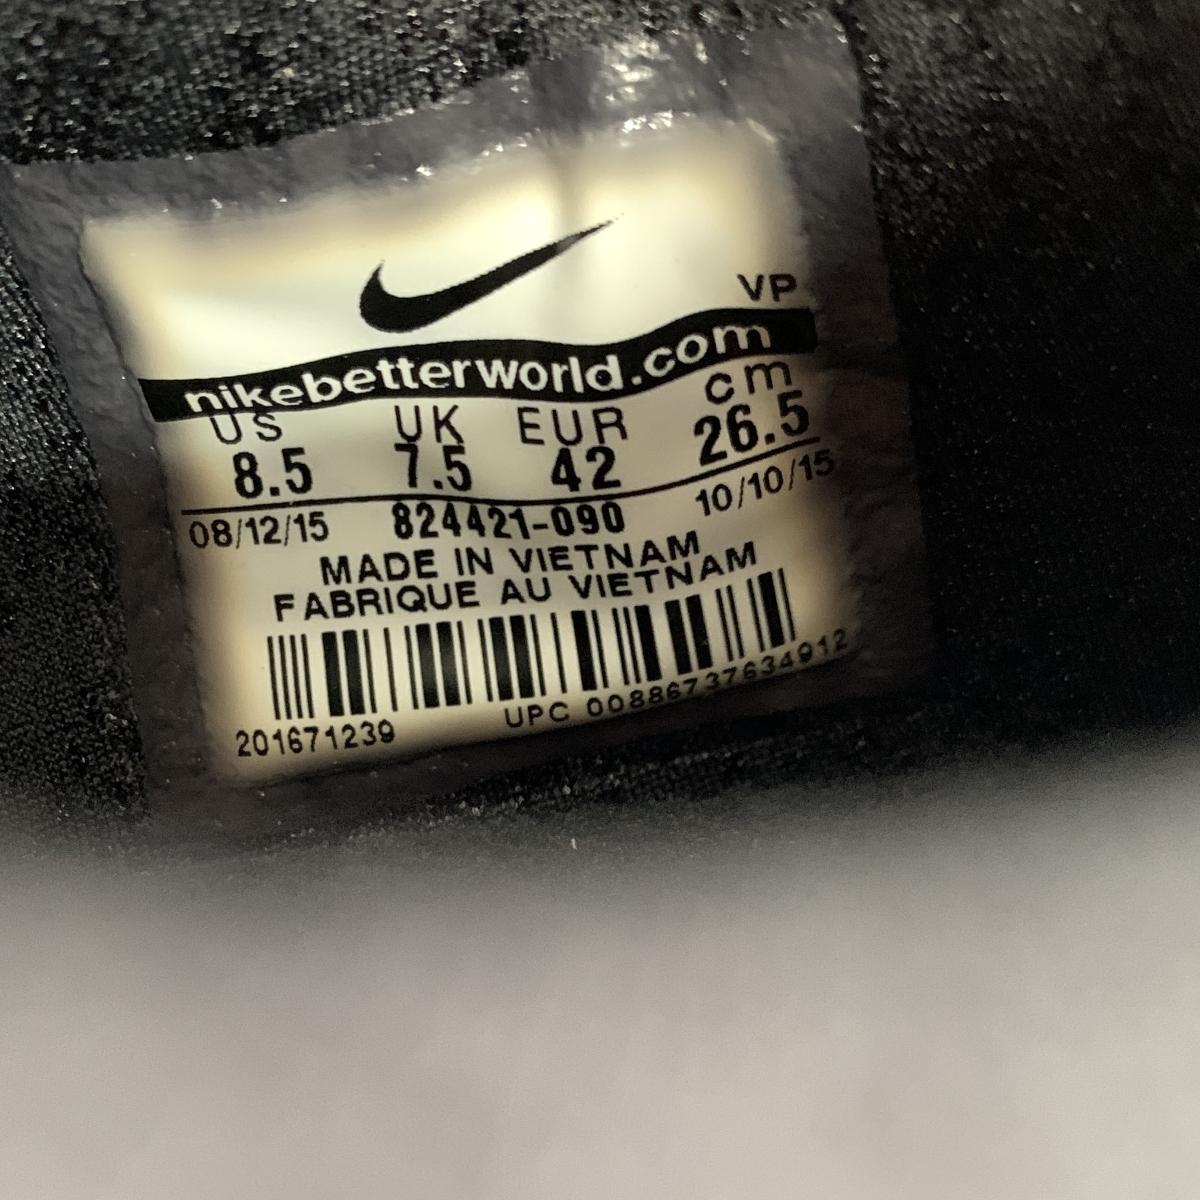 VP
nikebetterworld.com
US UK EUR cm
8.5 7.5 42 26.5
08/12/15 824421-090 10/10/15
MADE IN VIETNAM
FABRIQUE AU VIETNAM
201671239 UPC 00886737634912